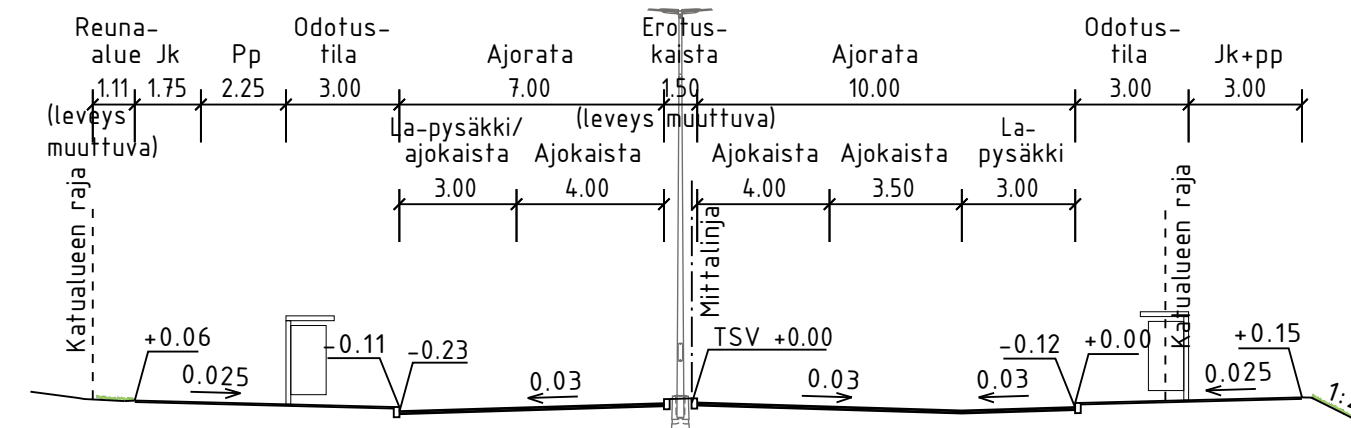 Reuna-
alue
Jk
Pp
Odotus-
tila
Ajorata
Erotus-
kaista
Ajorata
Odotus-
tila
Jk+pp
1.11
1.75
2.25
3.00
7.00
1.50
10.00
3.00
3.00
(leveys
muuttuva)
(leveys muuttuva)
La-pysäkki/
ajokaista
Ajokaista
Ajokaista
Ajokaista
La-
pysäkki
3.00
4.00
4.00
3.50
3.00
Katualueen raja
Mittalinja
Katualueen raja
+0.06
-0.11
-0.23
TSV +0.00
-0.12
+0.00
+0.15
0.025
0.03
0.03
0.03
0.025